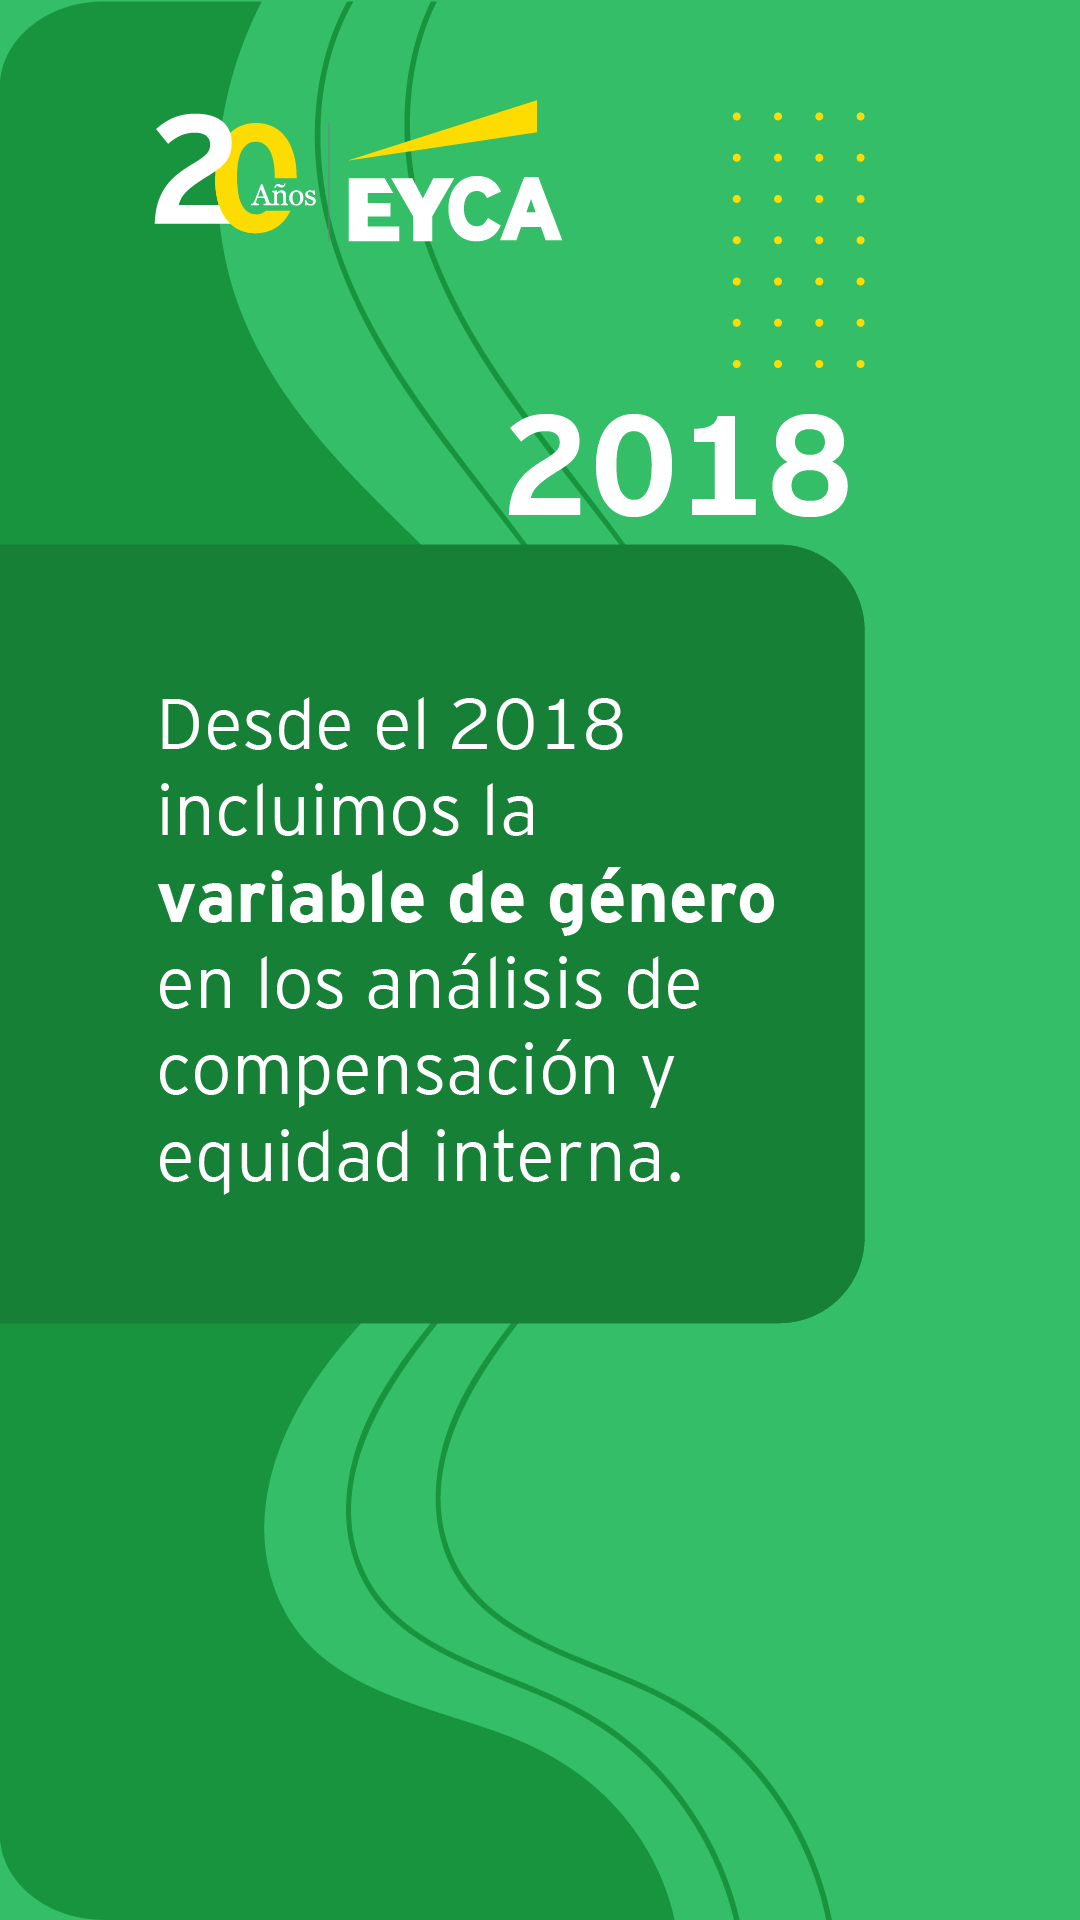 20 Años
EYCA
2018
Desde el 2018
incluimos la
variable de género
en los análisis de
compensación y
equidad interna.